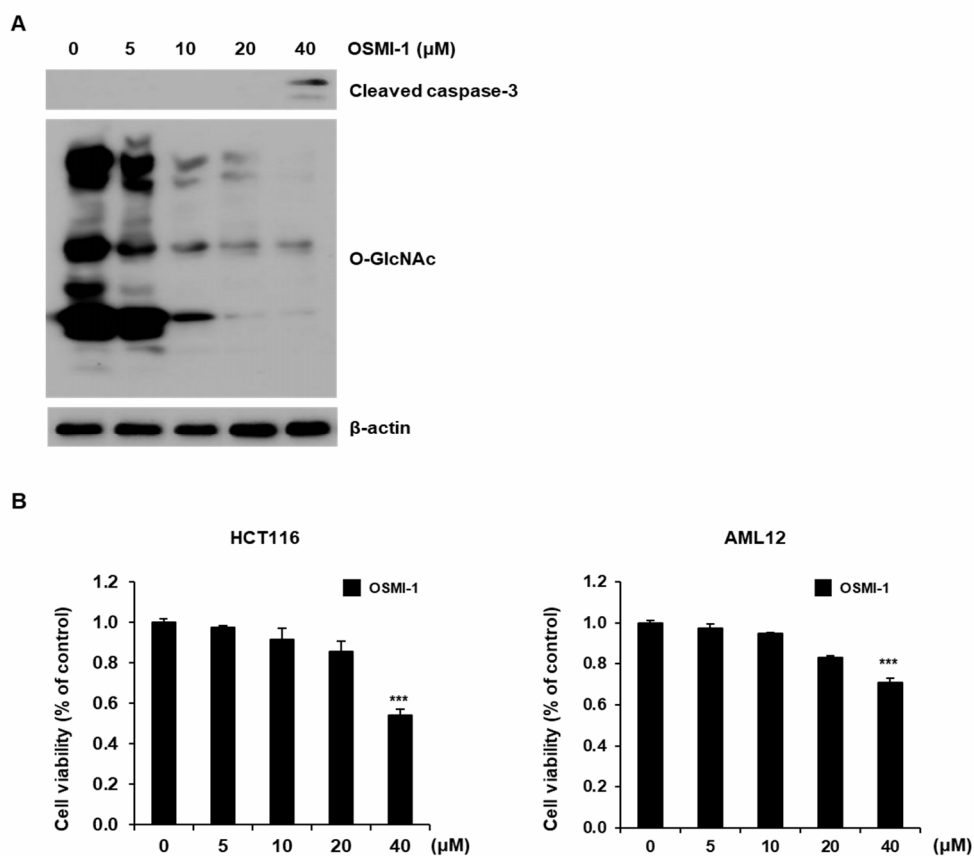 A
0 5 10 20 40 OSMI-1 (µM)
Cleaved caspase-3
O-GlcNAc
β-actin
B
HCT116
OSMI-1
Cell viability (% of control)
1.2
1.0
0.8
0.6
0.4
0.2
0.0
***
0 5 10 20 40 (µM)
AML12
OSMI-1
Cell viability (% of control)
1.2
1.0
0.8
0.6
0.4
0.2
0.0
***
0 5 10 20 40 (µM)